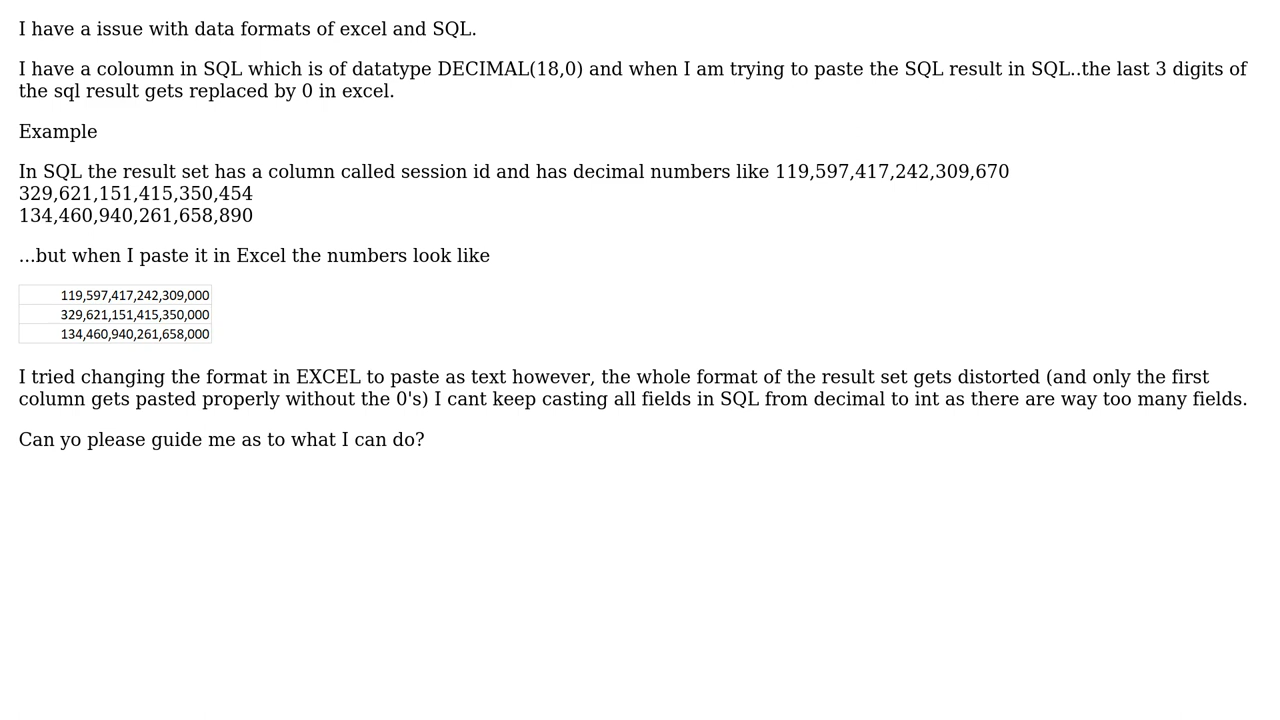 I have a issue with data formats of excel and SQL.
I have a coloumn in SQL which is of datatype DECIMAL(18,0) and when I am trying to paste the SQL result in SQL..the last 3 digits of
the sql result gets replaced by 0 in excel.
Example
In SQL the result set has a column called session id and has decimal numbers like 119,597,417,242,309,670
329,621,151,415,350,454
134,460,940,261,658,890
...but when I paste it in Excel the numbers look like
119,597,417,242,309,000
329,621,151,415,350,000
134,460,940,261,658,000
I tried changing the format in EXCEL to paste as text however, the whole format of the result set gets distorted (and only the first
column gets pasted properly without the 0's) I cant keep casting all fields in SQL from decimal to int as there are way too many fields.
Can yo please guide me as to what I can do?